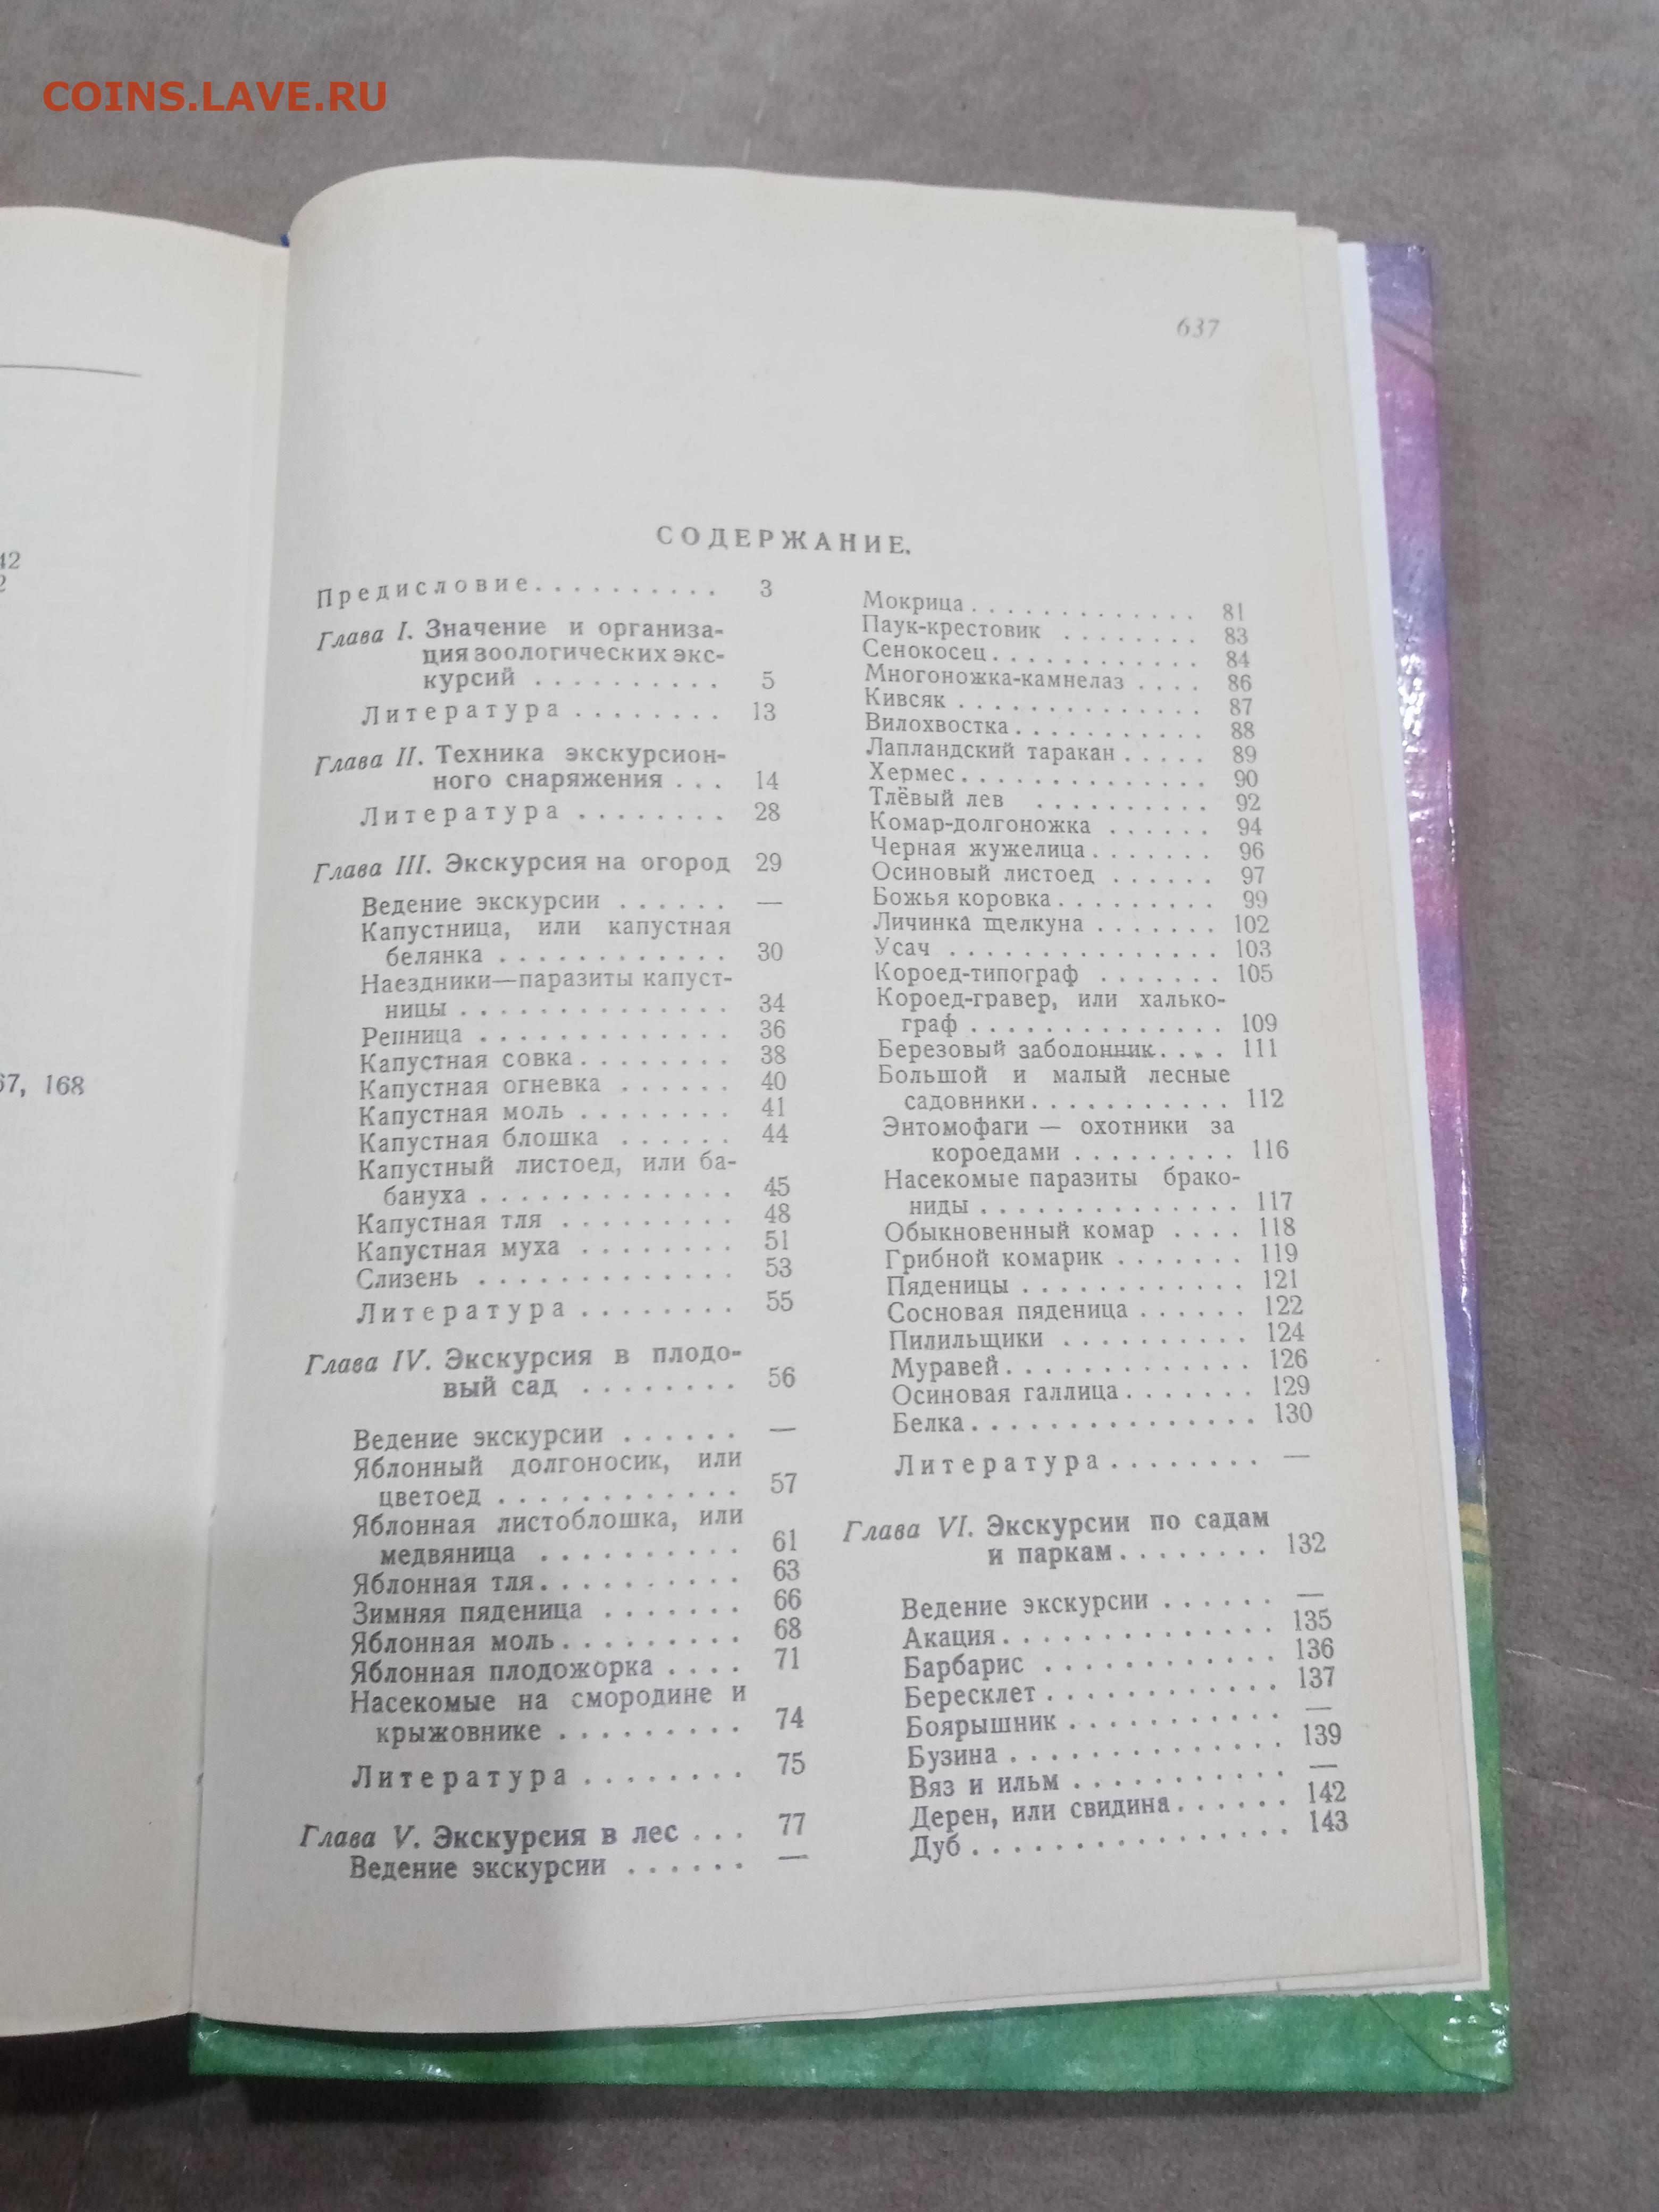 COINS.LAVE.RU
42
2
67, 168
637
СОДЕРЖАНИЕ.
Предисловие. . . . . . . . . . 3
Глава I. Значение и организа-
ция зоологических экс-
курсий . . . . . . . . . . 5
Литература . . . . . . . . 13
Глава II. Техника экскурсион-
ного снаряжения . . . 14
Литература . . . . . . . . 28
Глава III. Экскурсия на огород 29
Ведение экскурсии . . . . . . —
Капустница, или капустная
белянка . . . . . . . . . . . . 30
Наездники—паразиты капуст-
ницы . . . . . . . . . . . . . . 34
Репница . . . . . . . . . . . . . 36
Капустная совка. . . . . . . . 38
Капустная огневка . . . . . . 40
Капустная моль . . . . . . . . 41
Капустная блошка . . . . . . 44
Капустный листоед, или ба-
бануха . . . . . . . . . . . . . 45
Капустная тля . . . . . . . . . 48
Капустная муха . . . . . . . . 51
Слизень . . . . . . . . . . . . . 53
Литература . . . . . . . . 55
Глава IV. Экскурсия в плодо-
вый сад . . . . . . . . 56
Ведение экскурсии . . . . . . —
Яблонный долгоносик, или
цветоед . . . . . . . . . . . . 57
Яблонная листоблошка, или
медвяница . . . . . . . . . . 61
Яблонная тля. . . . . . . . . . 63
Зимняя пяденица . . . . . . . 66
Яблонная моль. . . . . . . . . 68
Яблонная плодожорка . . . . 71
Насекомые на смородине и
крыжовнике . . . . . . . . . 74
Литература . . . . . . . . 75
Глава V. Экскурсия в лес . . . 77
Ведение экскурсии . . . . . . —
Мокрица . . . . . . . . . . . . . 81
Паук-крестовик . . . . . . . . 83
Сенокосец. . . . . . . . . . . . 84
Многоножка-камнелаз . . . . 86
Кивсяк . . . . . . . . . . . . . . 87
Вилохвостка. . . . . . . . . . . 88
Лапландский таракан . . . . . 89
Хермес. . . . . . . . . . . . . . 90
Тлёвый лев . . . . . . . . . . 92
Комар-долгоножка . . . . . . 94
Черная жужелица. . . . . . . 96
Осиновый листоед . . . . . . 97
Божья коровка. . . . . . . . . 99
Личинка щелкуна . . . . . . . 102
Усач . . . . . . . . . . . . . . . 103
Короед-типограф . . . . . . . 105
Короед-гравер, или халько-
граф . . . . . . . . . . . . . . 109
Березовый заболонник. . . . 111
Большой и малый лесные
садовники. . . . . . . . . . . 112
Энтомофаги — охотники за
короедами . . . . . . . . . 116
Насекомые паразиты брако-
ниды . . . . . . . . . . . . . . 117
Обыкновенный комар . . . . 118
Грибной комарик . . . . . . . 119
Пяденицы . . . . . . . . . . . . 121
Сосновая пяденица . . . . . . 122
Пилильщики . . . . . . . . . . 124
Муравей. . . . . . . . . . . . . 126
Осиновая галлица. . . . . . . 129
Белка. . . . . . . . . . . . . . . 130
Литература . . . . . . . . —
Глава VI. Экскурсии по садам
и паркам. . . . . . . . 132
Ведение экскурсии . . . . . . —
Акация. . . . . . . . . . . . . . 135
Барбарис . . . . . . . . . . . . 136
Бересклет . . . . . . . . . . . . 137
Боярышник . . . . . . . . . . . —
Бузина . . . . . . . . . . . . . . 139
Вяз и ильм . . . . . . . . . . . —
Дерен, или свидина. . . . . . 142
Дуб . . . . . . . . . . . . . . . . 143